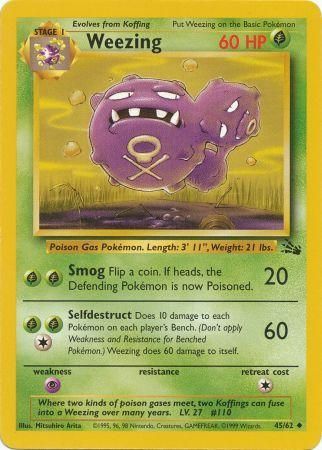 Evolves from Koffing
Put Weezing on the Basic Pokémon
STAGE 1
Weezing
60 HP
Poison Gas Pokémon. Length: 3' 11", Weight: 21 lbs.
Smog Flip a coin. If heads, the
Defending Pokémon is now Poisoned.
20
Selfdestruct Does 10 damage to each
Pokémon on each player's Bench. (Don't apply
Weakness and Resistance for Benched
Pokémon.) Weezing does 60 damage to itself.
60
weakness
resistance
retreat cost
Where two kinds of poison gases meet, two Koffings can fuse
into a Weezing over many years. LV. 27 #110
Illus. Mitsuhiro Arita
©1995, 96, 98 Nintendo, Creatures, GAMEFREAK. ©1999 Wizards.
45/62